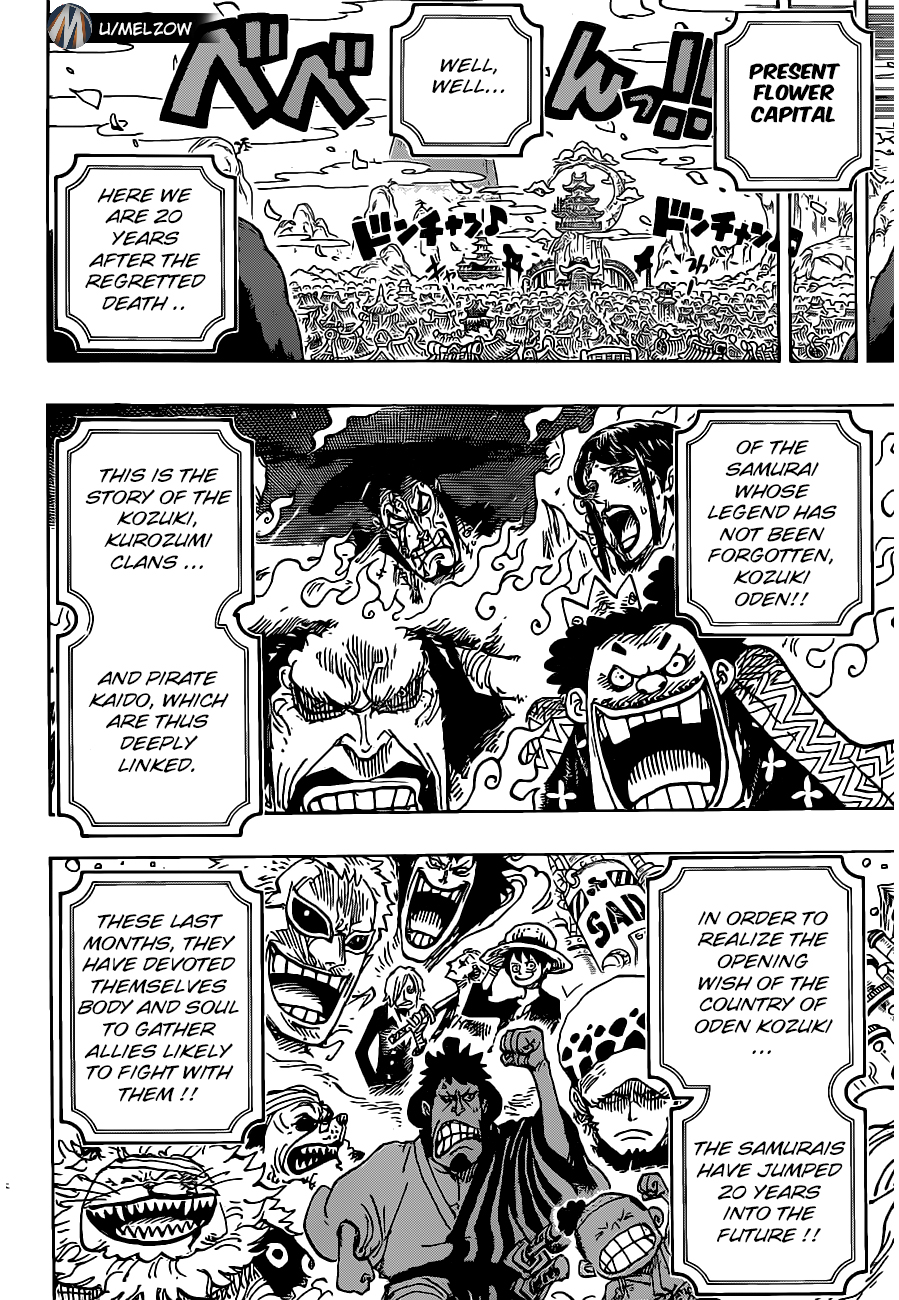 U/MELZOW
PRESENT
FLOWER
CAPITAL
べべ
んっ!!
WELL,
WELL...
HERE WE
ARE 20
YEARS
AFTER THE
REGRETTED
DEATH ..
ドンチャン♪
ドンチャン♪
OF THE
SAMURAI
WHOSE
LEGEND HAS
NOT BEEN
FORGOTTEN,
KOZUKI
ODEN!!
THIS IS THE
STORY OF THE
KOZUKI,
KUROZUMI
CLANS ...
AND PIRATE
KAIDO, WHICH
ARE THUS
DEEPLY
LINKED.
IN ORDER TO
REALIZE THE
OPENING
WISH OF THE
COUNTRY OF
ODEN KOZUKI
...
SAD
THE SAMURAIS
HAVE JUMPED
20 YEARS
INTO THE
FUTURE !!
THESE LAST
MONTHS, THEY
HAVE DEVOTED
THEMSELVES
BODY AND SOUL
TO GATHER
ALLIES LIKELY
TO FIGHT WITH
THEM !!